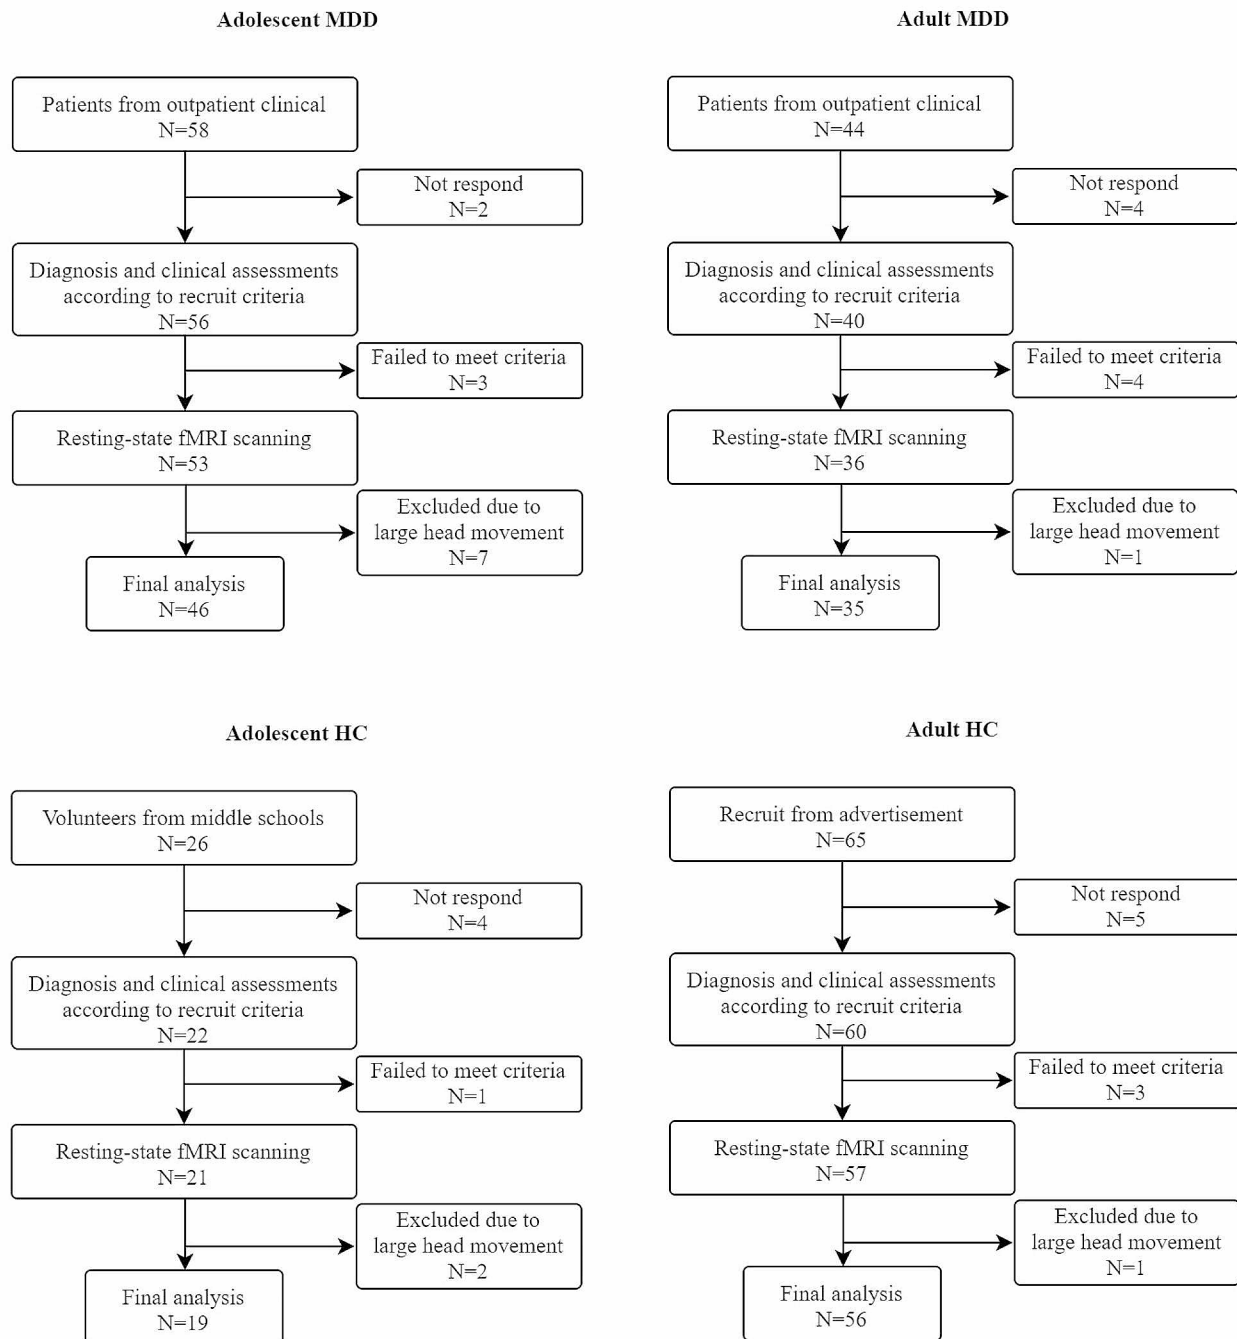 Adolescent MDD
Patients from outpatient clinical
N=58
Not respond
N=2
Diagnosis and clinical assessments
according to recruit criteria
N=56
Failed to meet criteria
N=3
Resting-state fMRI scanning
N=53
Excluded due to
large head movement
N=7
Final analysis
N=46
Adult MDD
Patients from outpatient clinical
N=44
Not respond
N=4
Diagnosis and clinical assessments
according to recruit criteria
N=40
Failed to meet criteria
N=4
Resting-state fMRI scanning
N=36
Excluded due to
large head movement
N=1
Final analysis
N=35
Adolescent HC
Volunteers from middle schools
N=26
Not respond
N=4
Diagnosis and clinical assessments
according to recruit criteria
N=22
Failed to meet criteria
N=1
Resting-state fMRI scanning
N=21
Excluded due to
large head movement
N=2
Final analysis
N=19
Adult HC
Recruit from advertisement
N=65
Not respond
N=5
Diagnosis and clinical assessments
according to recruit criteria
N=60
Failed to meet criteria
N=3
Resting-state fMRI scanning
N=57
Excluded due to
large head movement
N=1
Final analysis
N=56